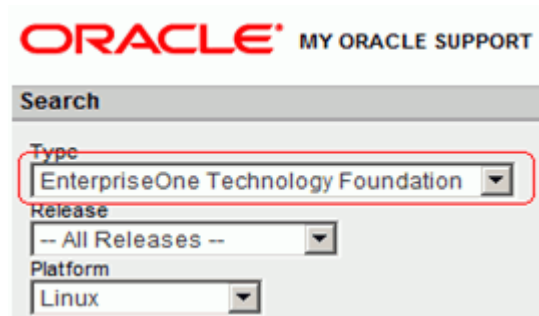 ORACLE MY ORACLE SUPPORT
Search
Type
EnterpriseOne Technology Foundation
Release
-- All Releases --
Platform
Linux